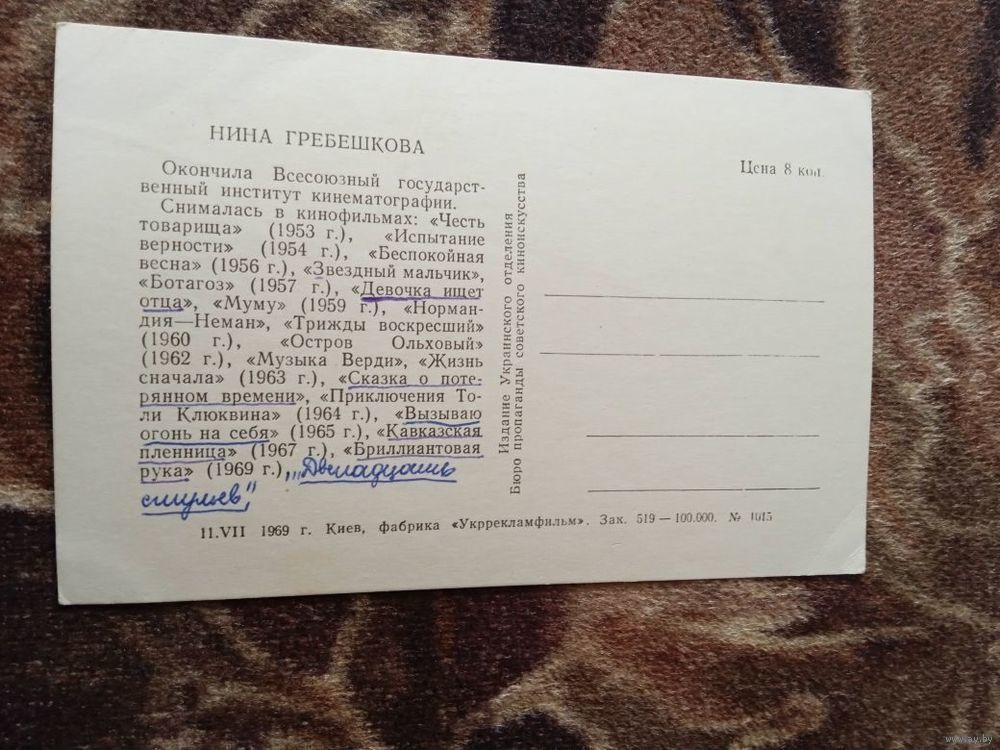 НИНА ГРЕБЕШКОВА
Окончила Всесоюзный государст-
венный институт кинематографии.
Снималась в кинофильмах: «Честь
товарища» (1953 г.), «Испытание
верности» (1954 г.), «Беспокойная
весна» (1956 г.), «Звездный мальчик»,
«Ботагоз» (1957 г.), «Девочка ищет
отца», «Муму» (1959 г.), «Норман-
дия—Неман», «Трижды воскресший»
(1960 г.), «Остров Ольховый»
(1962 г.), «Музыка Верди», «Жизнь
сначала» (1963 г.), «Сказка о поте-
рянном времени», «Приключения То-
ли Клюквина» (1964 г.), «Вызываю
огонь на себя» (1965 г.), «Кавказская
пленница» (1967 г.), «Бриллиантовая
рука» (1969 г.), „Двенадцать
стульев“,
Издание Украинского отделения
Бюро пропаганды советского киноискусства
Цена 8 коп.
11.VII 1969 г. Киев, фабрика «Укррекламфильм». Зак. 519 — 100.000. № 1015
www.ay.by